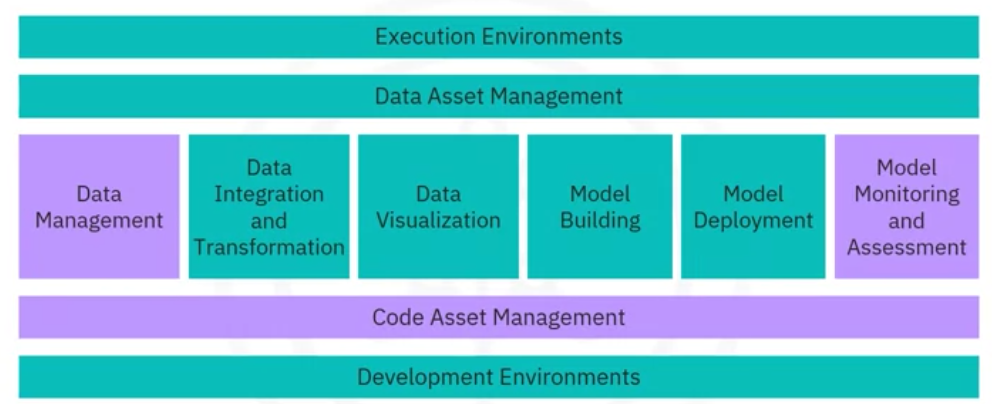 Execution Environments
Data Asset Management
Data
Management
Data
Integration
and
Transformation
Data
Visualization
Model
Building
Model
Deployment
Model
Monitoring
and
Assessment
Code Asset Management
Development Environments